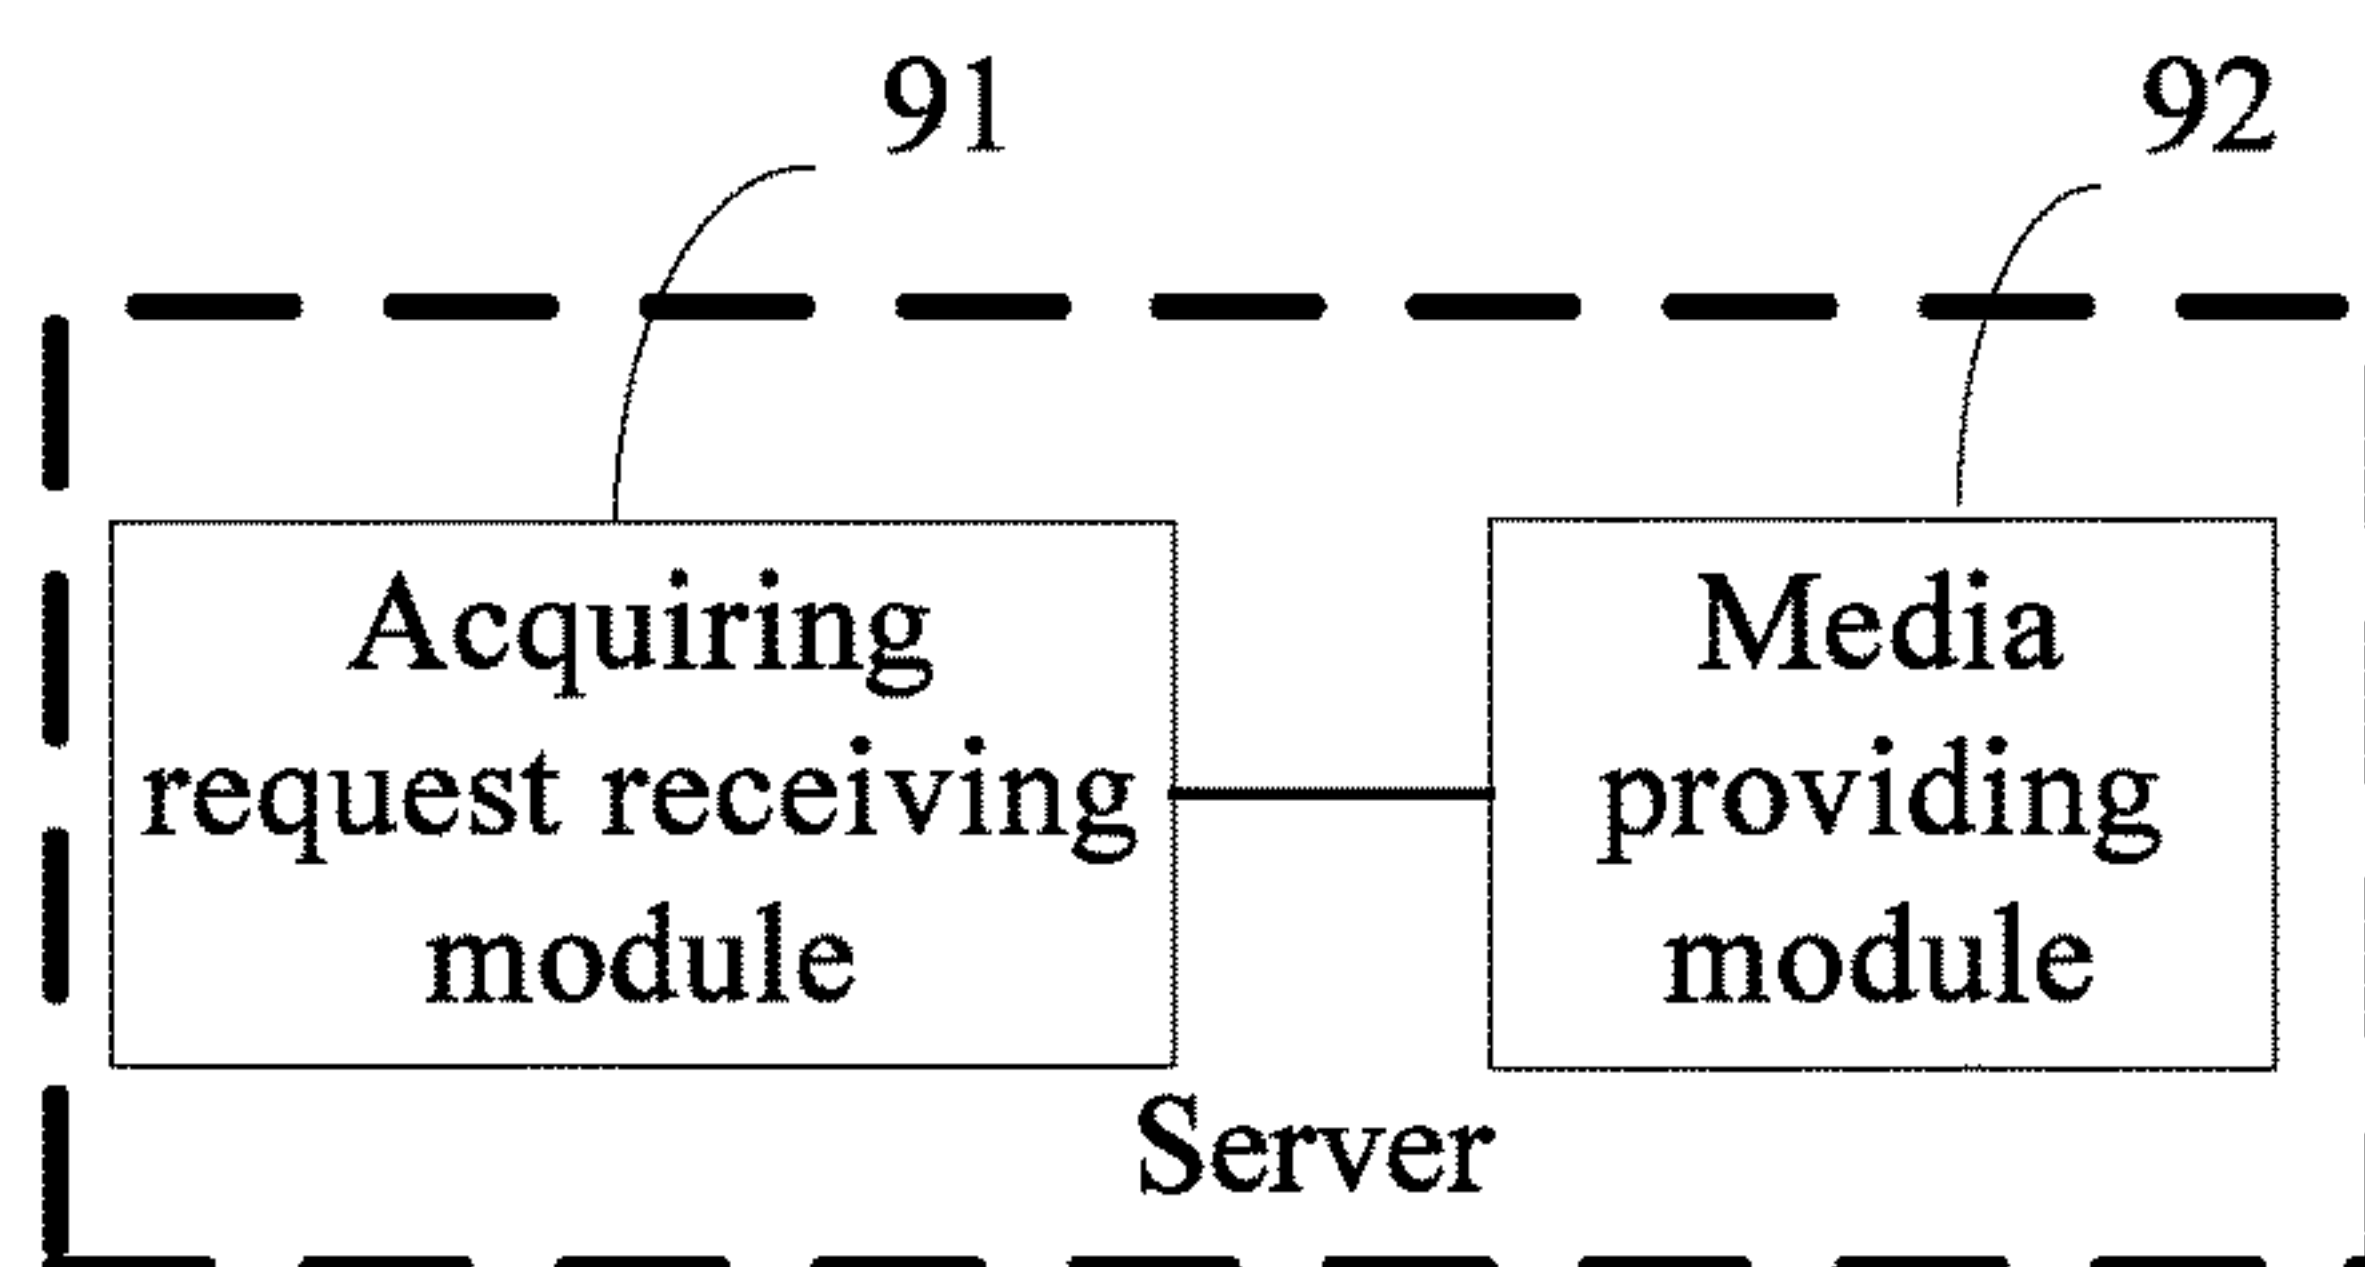 91
92
Acquiring
request receiving
module
Media
providing
module
Server